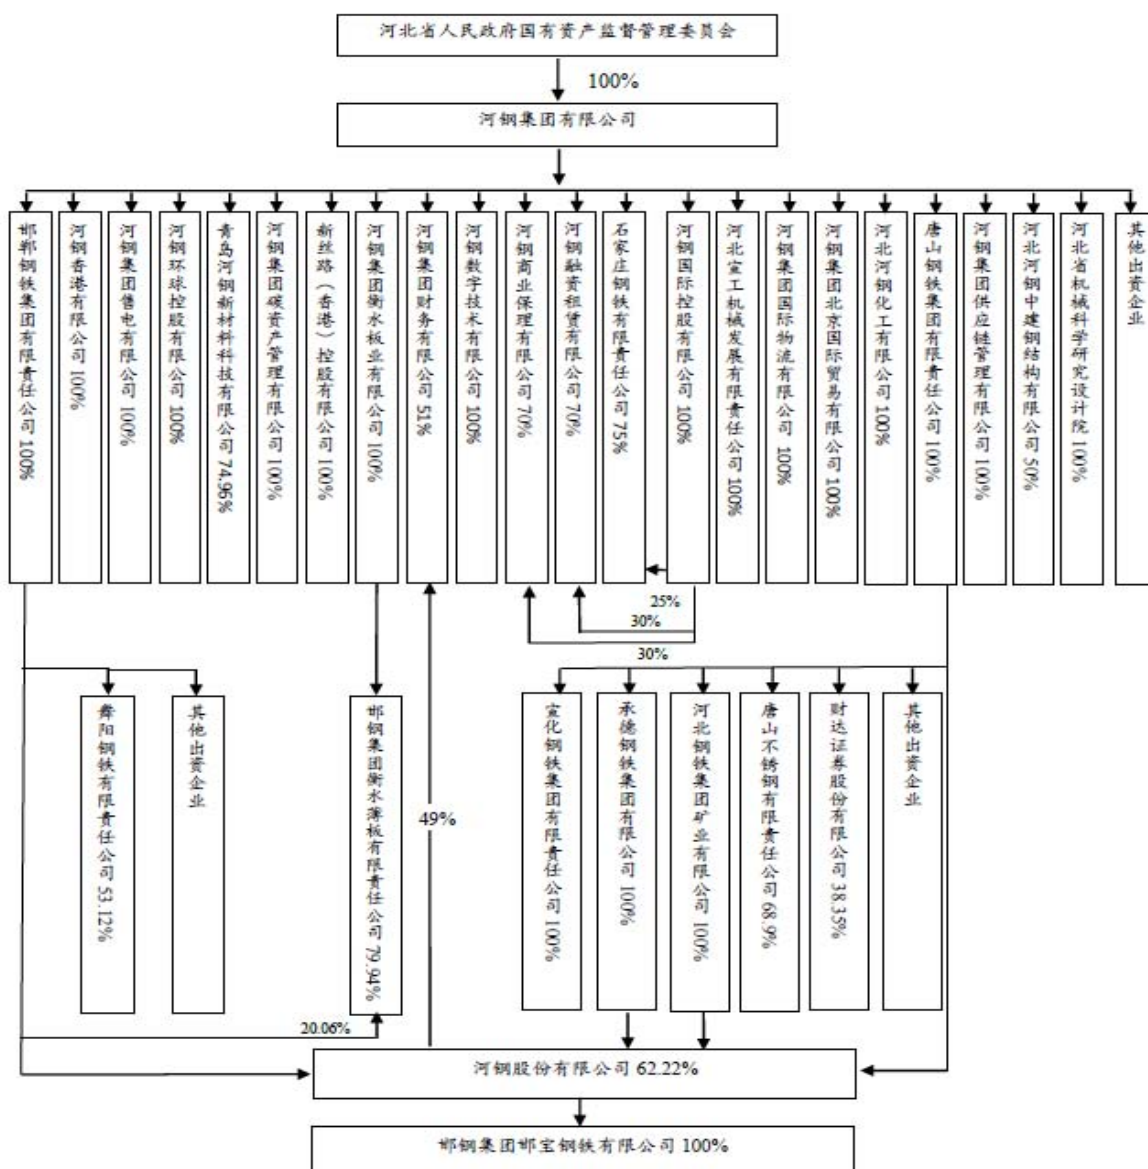 河北省人民政府国有资产监督管理委员会
100%
河钢集团有限公司
邯郸钢铁集团有限责任公司 100%
河钢香港有限公司 100%
河钢集团售电有限公司 100%
河钢环球控股有限公司 100%
青岛河钢新材料科技有限公司 74.96%
河钢集团碳资产管理有限公司 100%
新丝路（香港）控股有限公司 100%
河钢集团衡水板业有限公司 100%
河钢集团财务有限公司 51%
河钢数字技术有限公司 100%
河钢商业保理有限公司 70%
河钢融资租赁有限公司 70%
石家庄钢铁有限责任公司 75%
河钢国际控股有限公司 100%
河北宣工机械发展有限责任公司 100%
河钢集团国际物流有限公司 100%
河钢集团北京国际贸易有限公司 100%
河北河钢化工有限公司 100%
唐山钢铁集团有限责任公司 100%
河钢集团供应链管理有限公司 100%
河北河钢中建钢结构有限公司 50%
河北省机械科学研究设计院 100%
其他出资企业
25%
30%
30%
舞阳钢铁有限责任公司 53.12%
其他出资企业
邯钢集团衡水薄板有限责任公司 79.94%
49%
宣化钢铁集团有限责任公司 100%
承德钢铁集团有限公司 100%
河北钢铁集团矿业有限公司 100%
唐山不锈钢有限责任公司 68.9%
财达证券股份有限公司 38.35%
其他出资企业
20.06%
河钢股份有限公司 62.22%
邯钢集团邯宝钢铁有限公司 100%